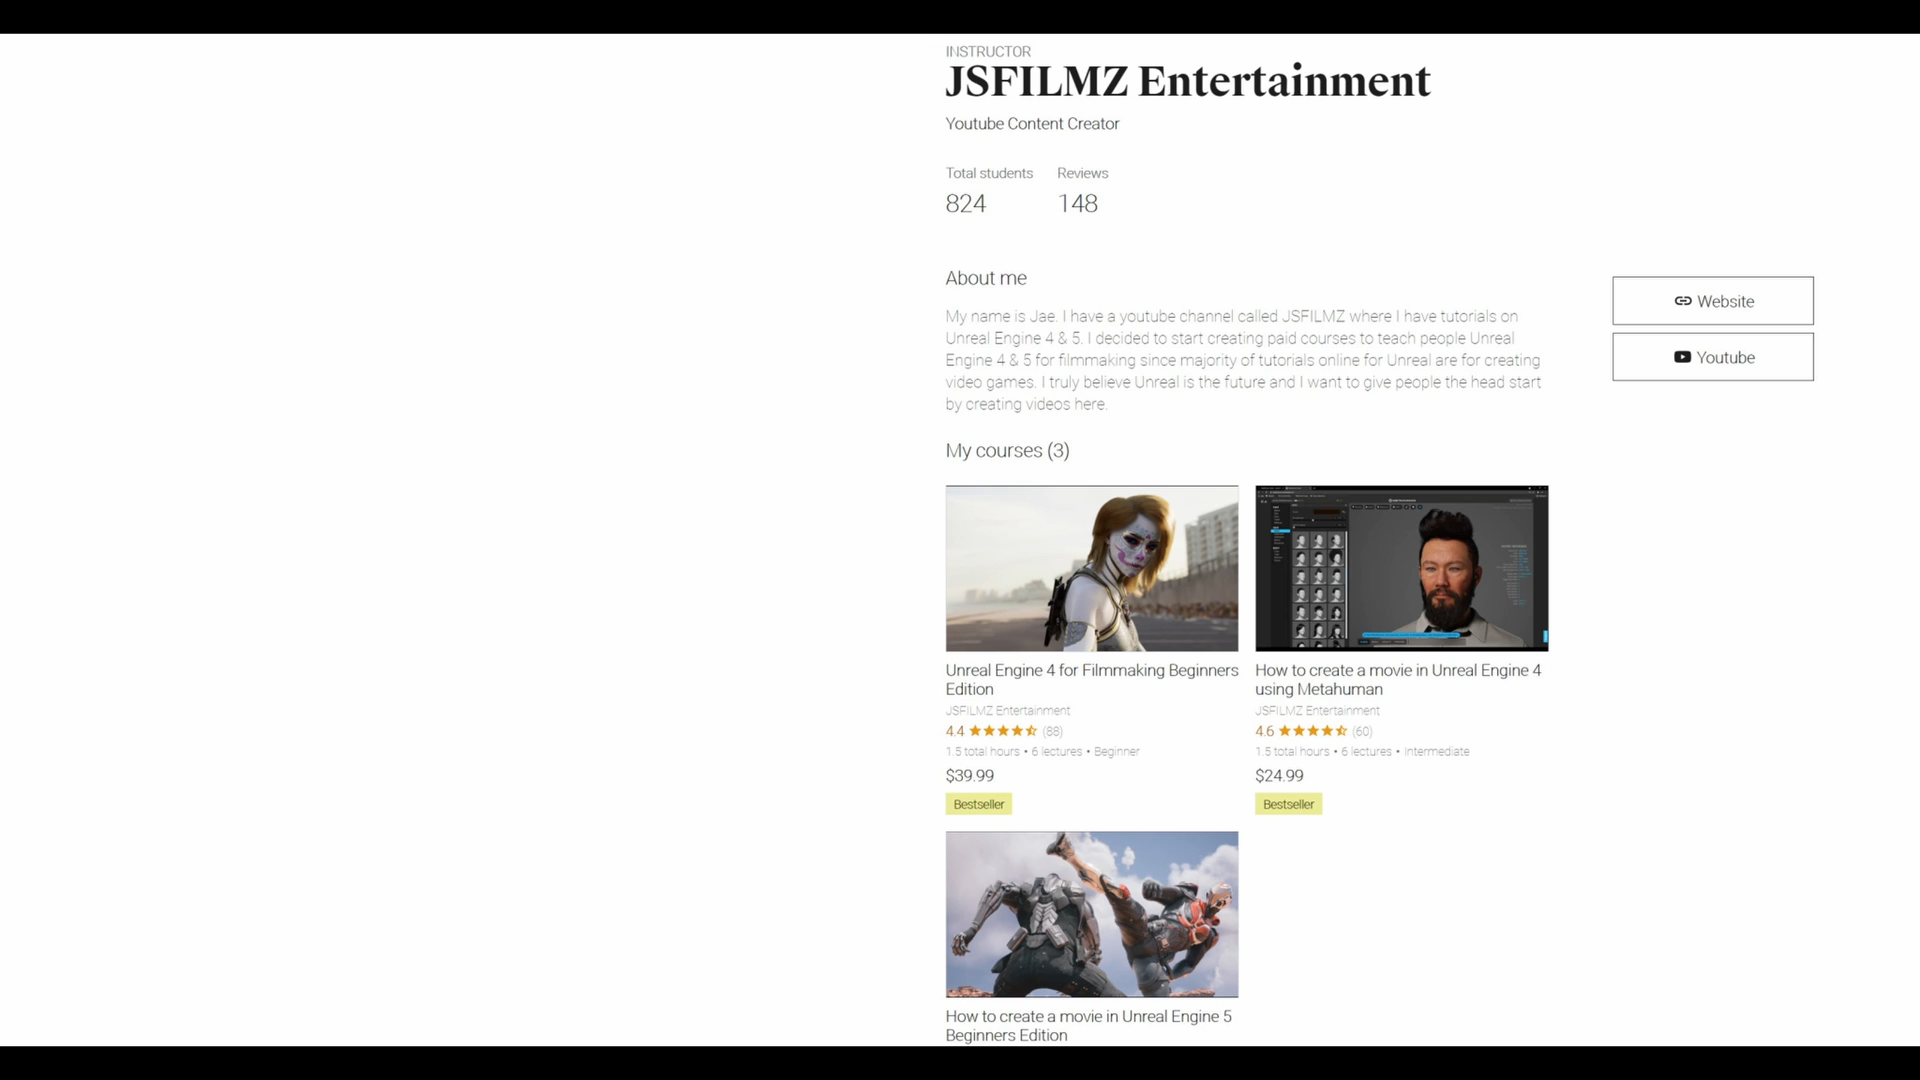 INSTRUCTOR
JSFILMZ Entertainment
Youtube Content Creator
Total students Reviews
824 148
About me
My name is Jae. I have a youtube channel called JSFILMZ where I have tutorials on
Unreal Engine 4 & 5. I decided to start creating paid courses to teach people Unreal
Engine 4 & 5 for filmmaking since majority of tutorials online for Unreal are for creating
video games. I truly believe Unreal is the future and I want to give people the head start
by creating videos here.
Website
Youtube
My courses (3)
Unreal Engine 4 for Filmmaking Beginners
Edition
JSFILMZ Entertainment
4.4 (88)
1.5 total hours • 6 lectures • Beginner
$39.99
Bestseller
How to create a movie in Unreal Engine 4
using Metahuman
JSFILMZ Entertainment
4.6 (60)
1.5 total hours • 6 lectures • Intermediate
$24.99
Bestseller
How to create a movie in Unreal Engine 5
Beginners Edition